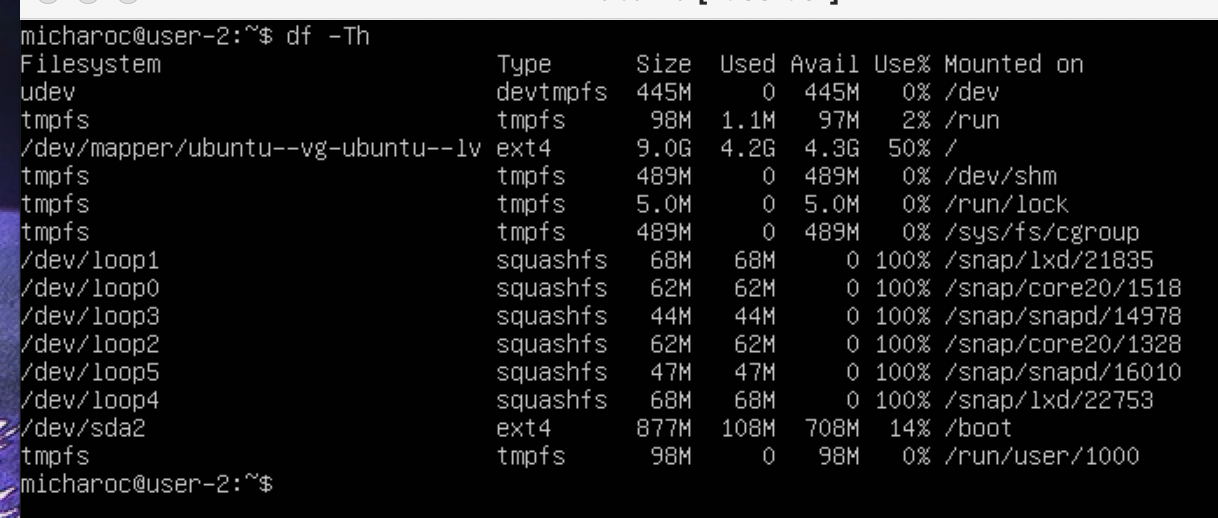 micharoc@user-2:~$ df -Th
Filesystem                        Type      Size  Used Avail Use% Mounted on
udev                              devtmpfs  445M     0  445M   0% /dev
tmpfs                             tmpfs      98M  1.1M   97M   2% /run
/dev/mapper/ubuntu--vg-ubuntu--lv ext4      9.0G  4.2G  4.3G  50% /
tmpfs                             tmpfs     489M     0  489M   0% /dev/shm
tmpfs                             tmpfs     5.0M     0  5.0M   0% /run/lock
tmpfs                             tmpfs     489M     0  489M   0% /sys/fs/cgroup
/dev/loop1                        squashfs   68M   68M     0 100% /snap/lxd/21835
/dev/loop0                        squashfs   62M   62M     0 100% /snap/core20/1518
/dev/loop3                        squashfs   44M   44M     0 100% /snap/snapd/14978
/dev/loop2                        squashfs   62M   62M     0 100% /snap/core20/1328
/dev/loop5                        squashfs   47M   47M     0 100% /snap/snapd/16010
/dev/loop4                        squashfs   68M   68M     0 100% /snap/lxd/22753
/dev/sda2                         ext4      877M  108M  708M  14% /boot
tmpfs                             tmpfs      98M     0   98M   0% /run/user/1000
micharoc@user-2:~$